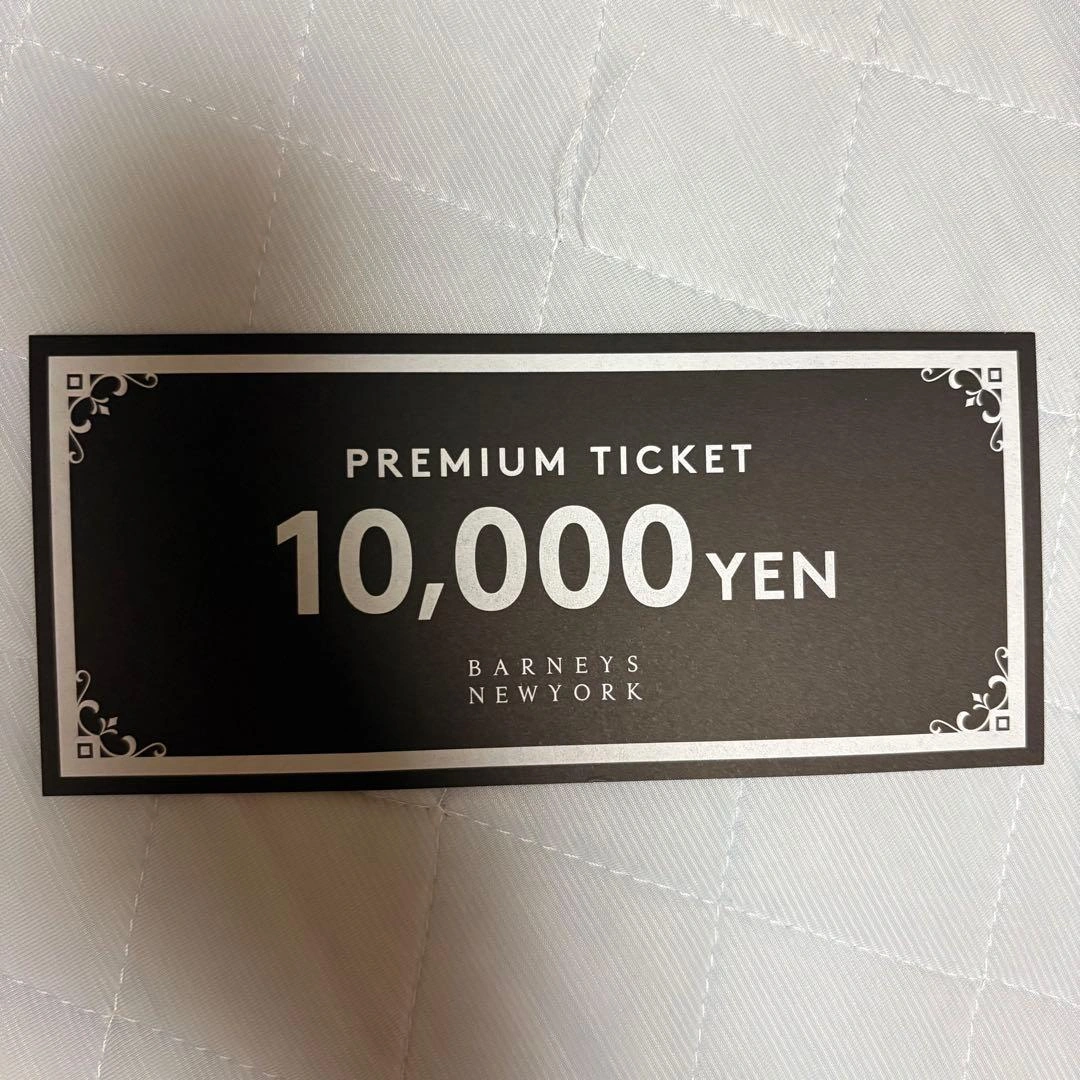 PREMIUM TICKET
10,000 YEN
BARNEYS
NEWYORK